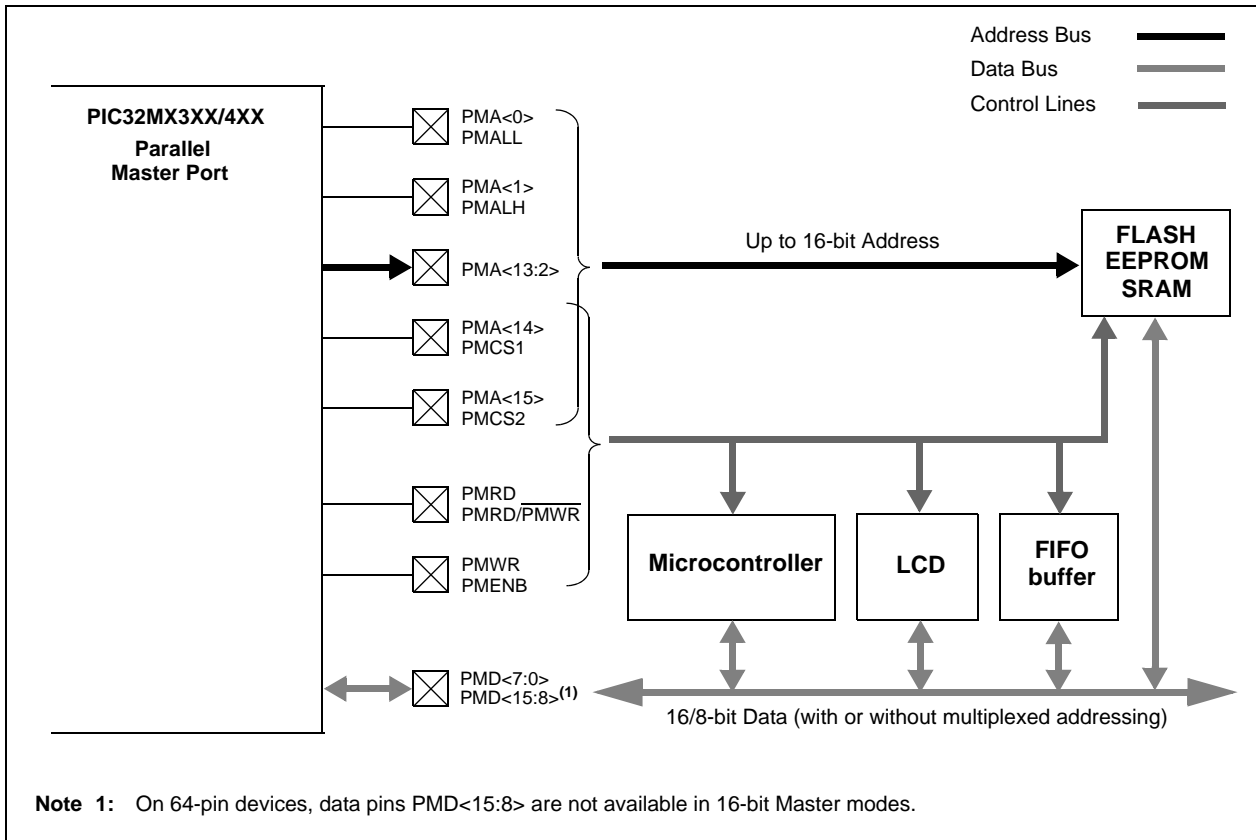 Address Bus
Data Bus
Control Lines
PIC32MX3XX/4XX
Parallel
Master Port
PMA<0>
PMALL
PMA<1>
PMALH
PMA<13:2>
Up to 16-bit Address
FLASH
EEPROM
SRAM
PMA<14>
PMCS1
PMA<15>
PMCS2
PMRD
PMRD/PMWR
PMWR
PMENB
Microcontroller
LCD
FIFO
buffer
PMD<7:0>
PMD<15:8>(1)
16/8-bit Data (with or without multiplexed addressing)
Note 1: On 64-pin devices, data pins PMD<15:8> are not available in 16-bit Master modes.